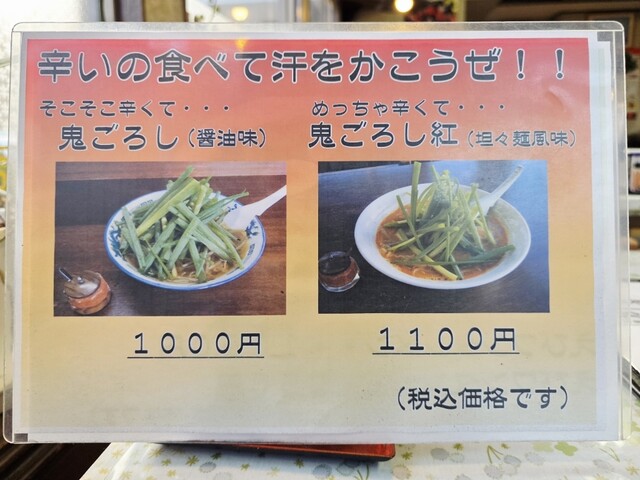 辛いの食べて汗をかこうぜ！！
そこそこ辛くて・・・
鬼ごろし（醤油味）
1000円
めっちゃ辛くて・・・
鬼ごろし紅（坦々麺風味）
1100円
（税込価格です）